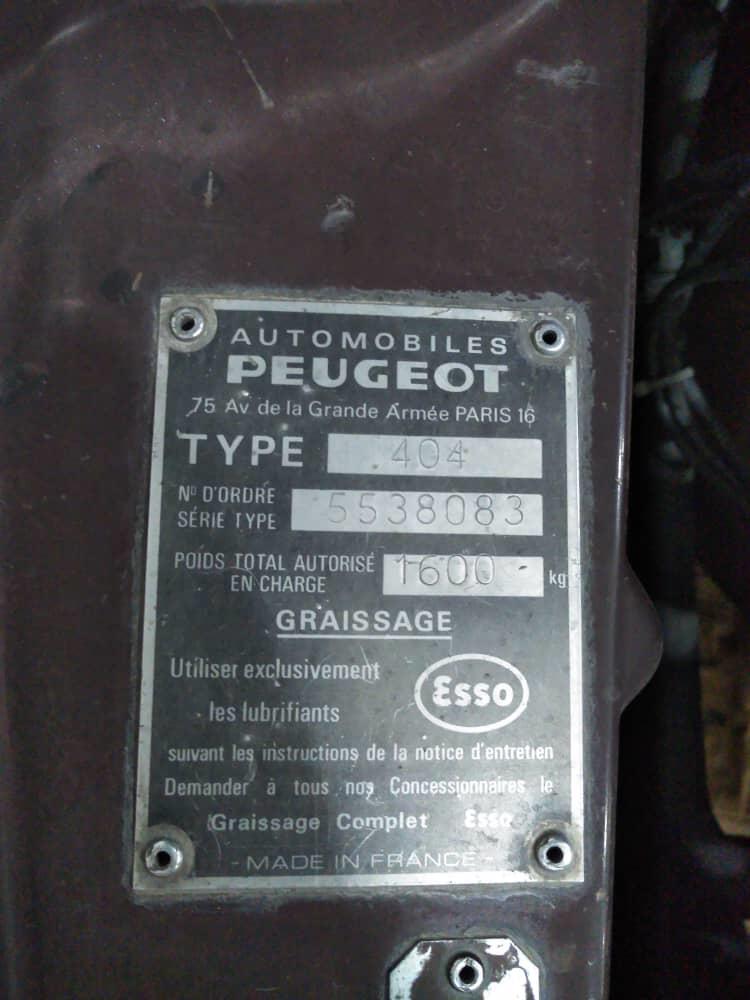 AUTOMOBILES
PEUGEOT
75 Av de la Grande Armée PARIS 16
TYPE 404
No D'ORDRE
SÉRIE TYPE 5538083
POIDS TOTAL AUTORISÉ
EN CHARGE 1600 kg
GRAISSAGE
Utiliser exclusivement
les lubrifiants
Esso
suivant les instructions de la notice d'entretien
Demander à tous nos Concessionnaires le
Graissage Complet Esso
- MADE IN FRANCE -